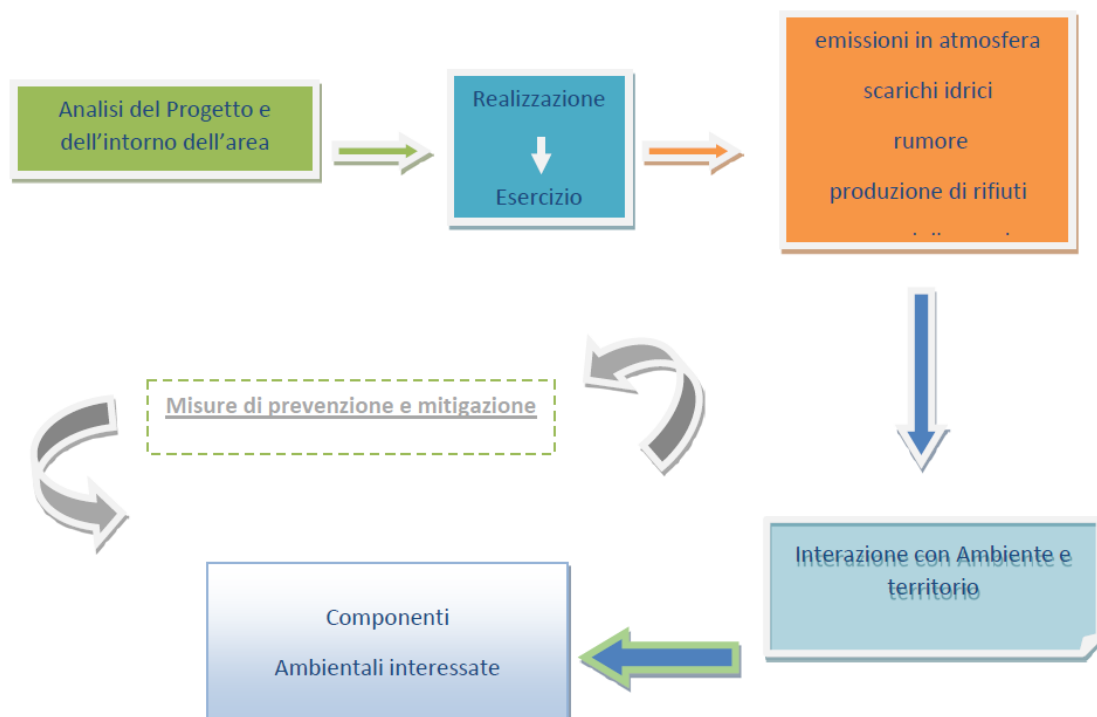 Analisi del Progetto e
dell'intorno dell'area
Realizzazione
Esercizio
emissioni in atmosfera
scarichi idrici
rumore
produzione di rifiuti
Misure di prevenzione e mitigazione
Interazione con Ambiente e
territorio
Componenti
Ambientali interessate